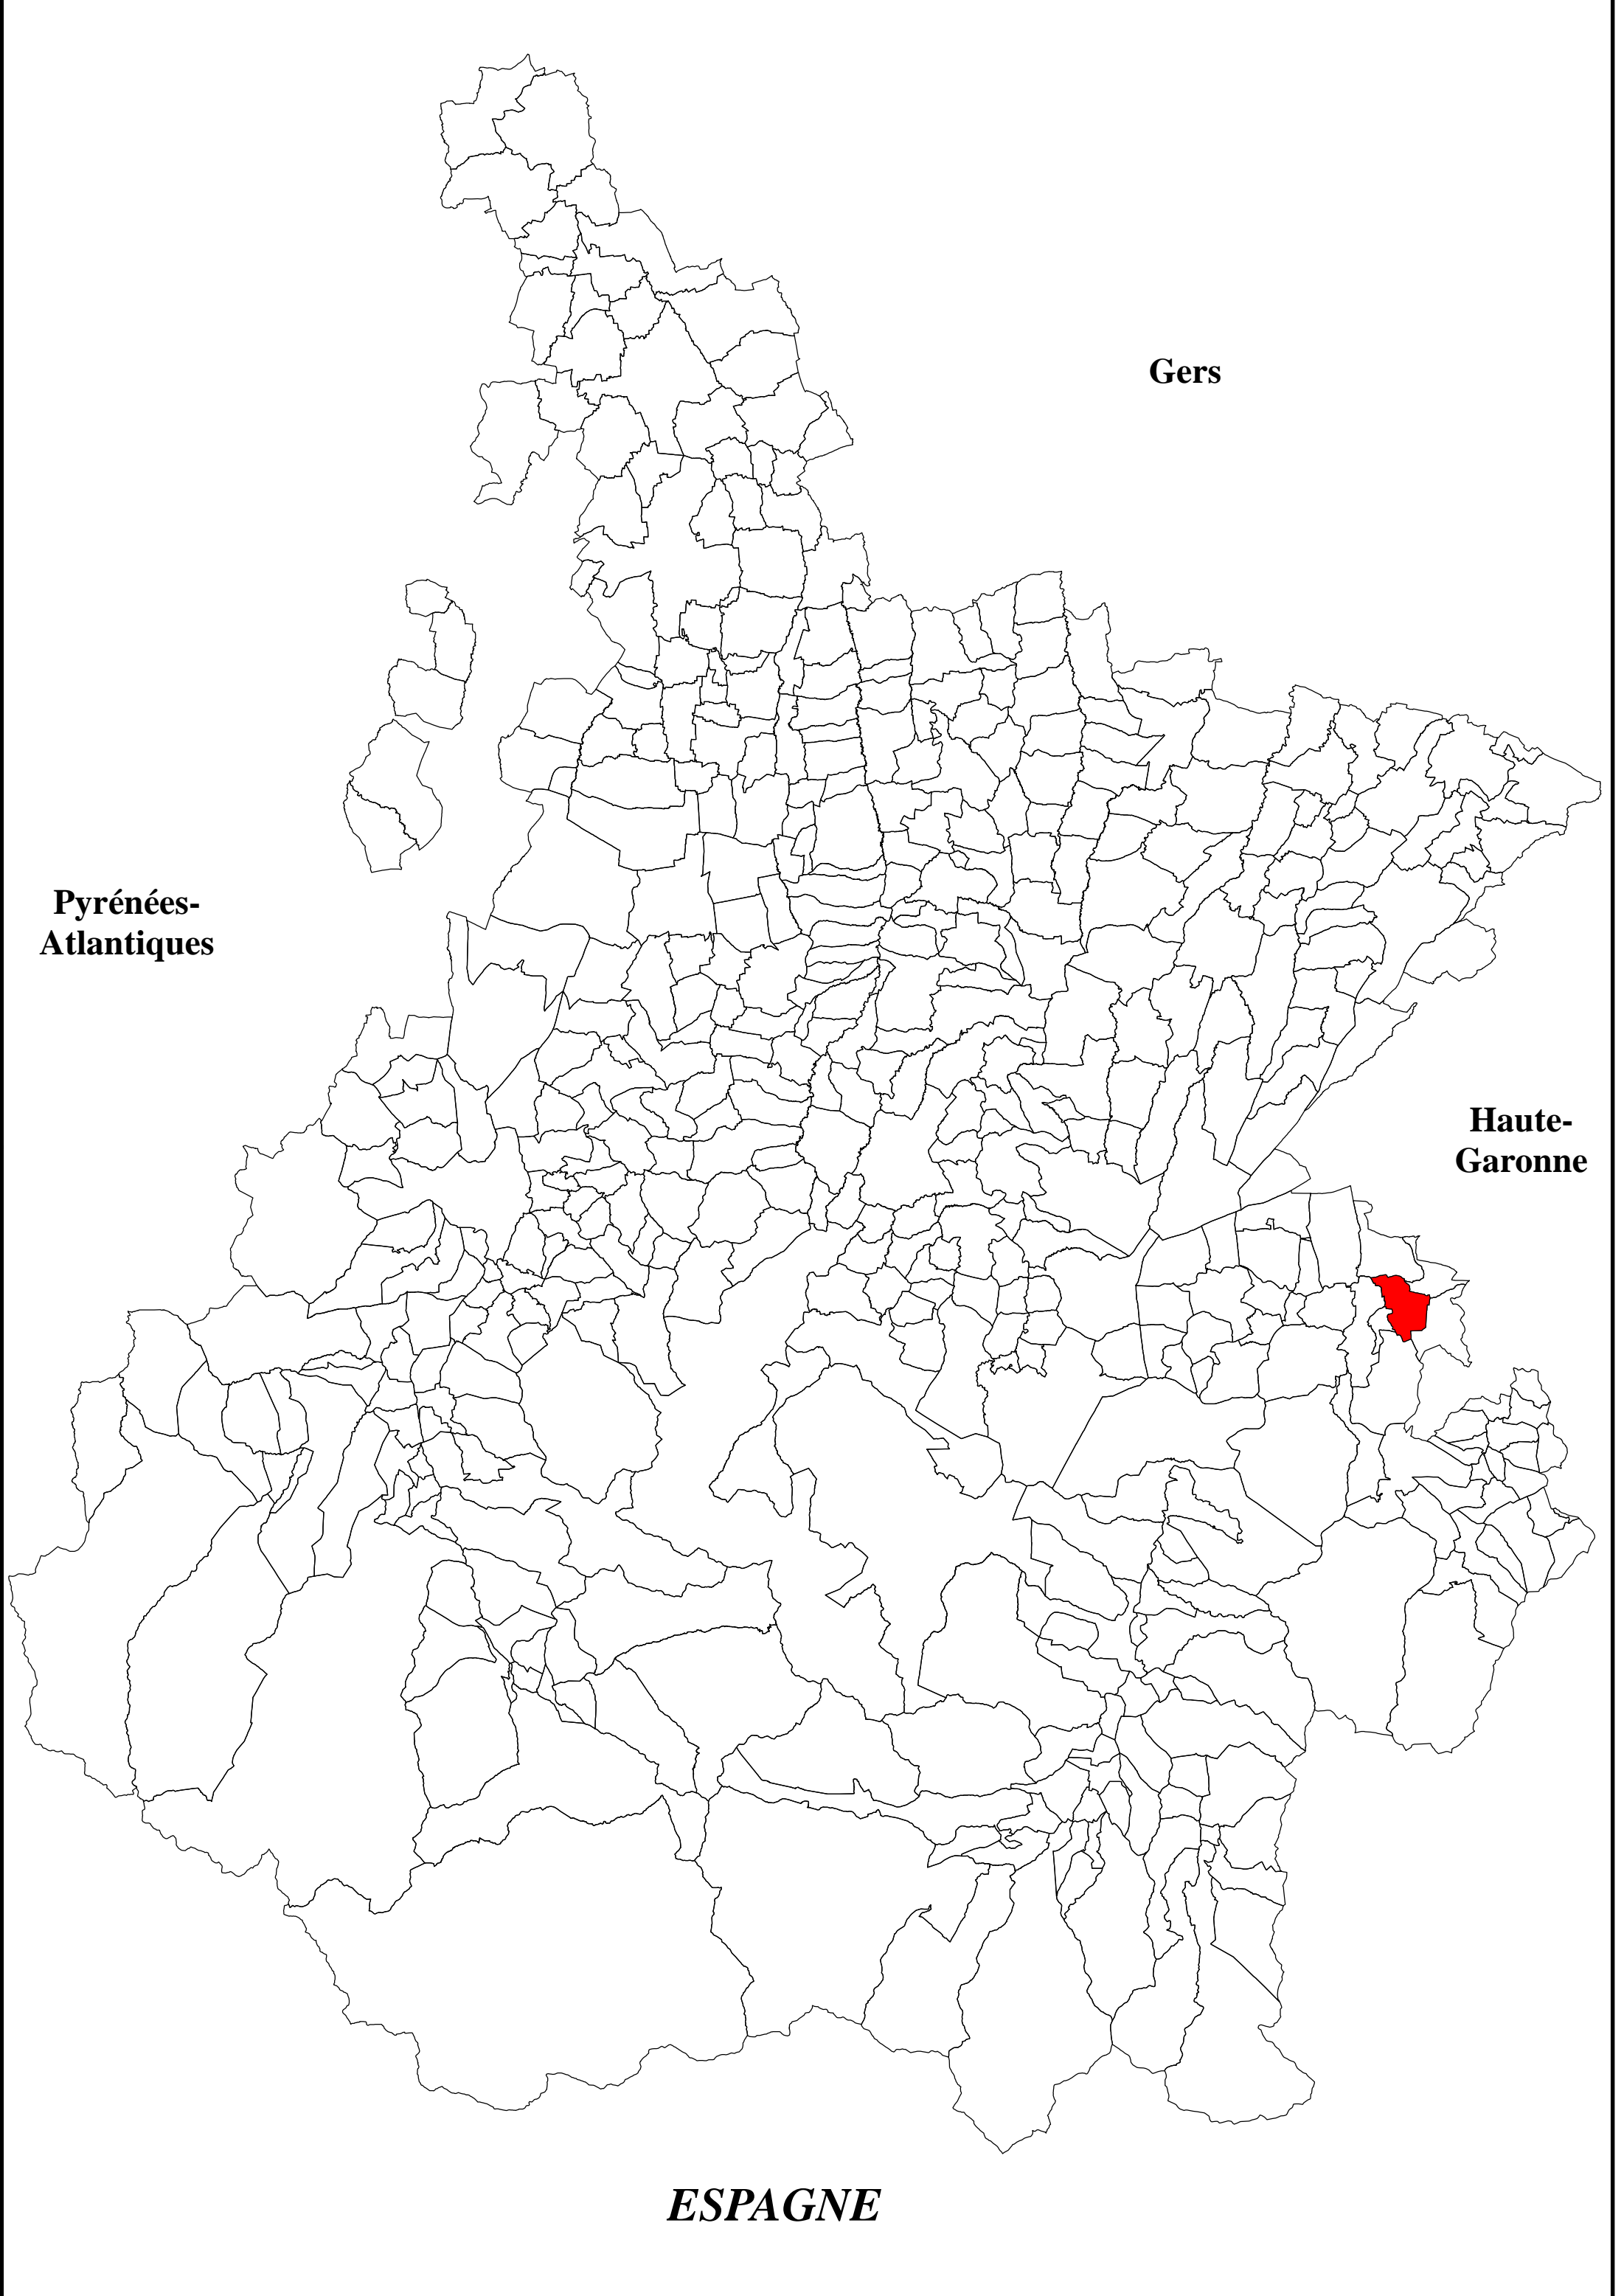 Gers
Pyrénées-
Atlantiques
Haute-
Garonne
ESPAGNE